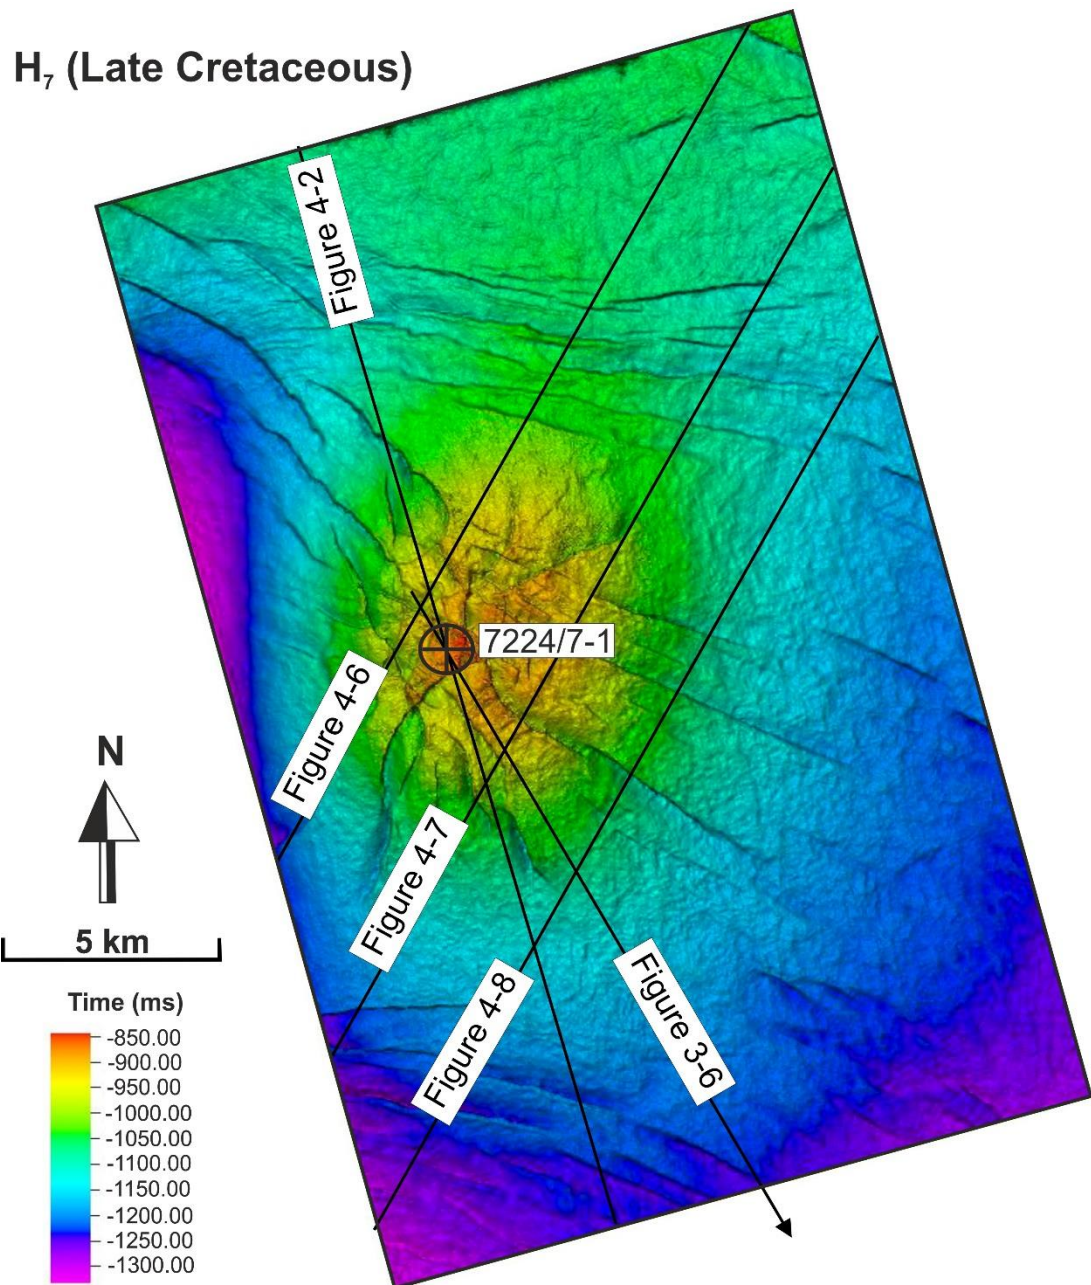 H₇ (Late Cretaceous)
Figure 4-2
7224/7-1
Figure 4-6
Figure 4-7
Figure 4-8
Figure 3-6
N
5 km
Time (ms)
-850.00
-900.00
-950.00
-1000.00
-1050.00
-1100.00
-1150.00
-1200.00
-1250.00
-1300.00